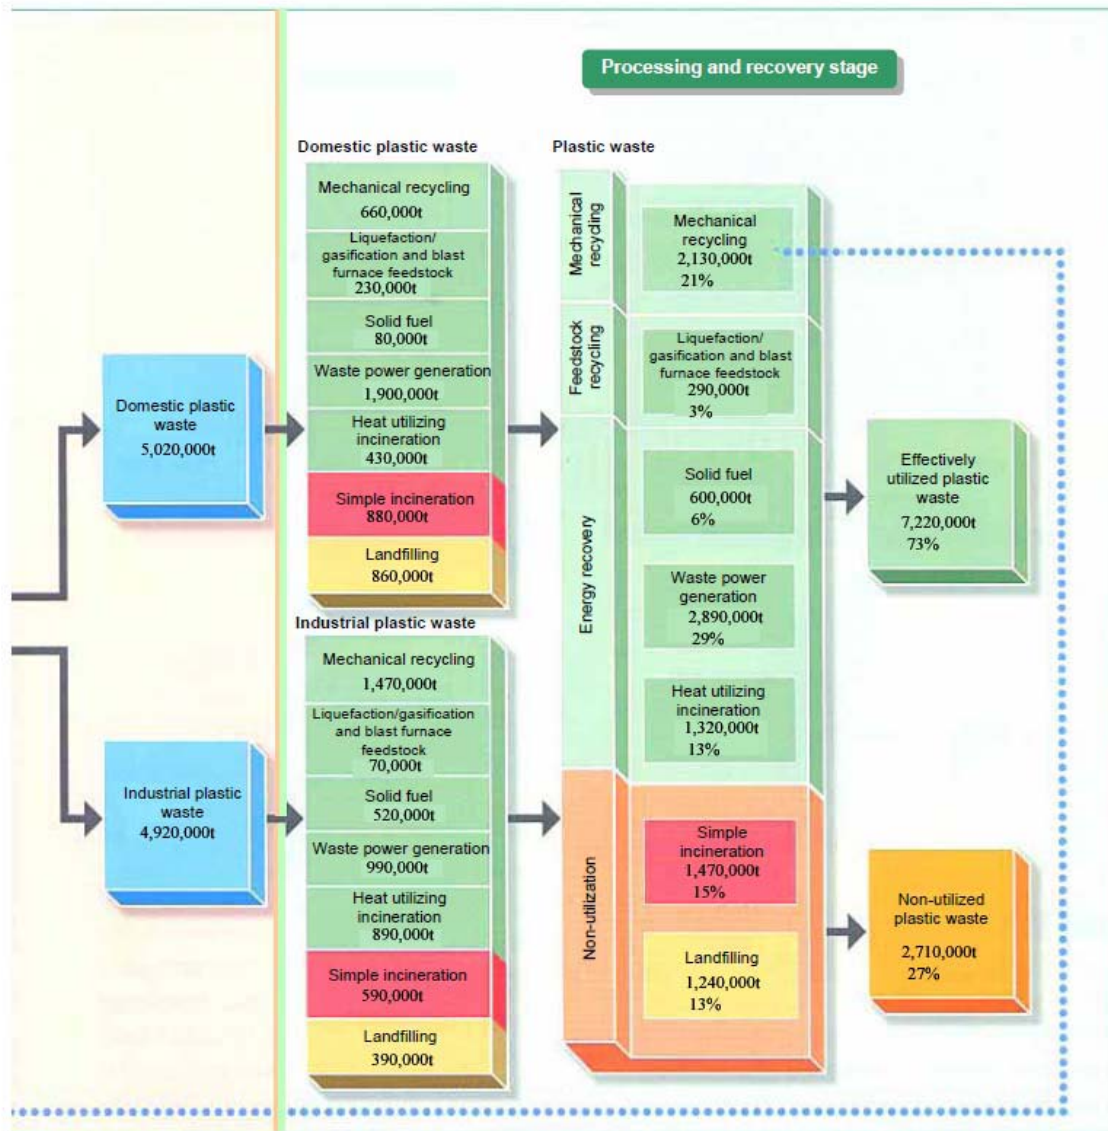 Processing and recovery stage
Domestic plastic waste
Mechanical recycling
660,000t
Liquefaction/
gasification and blast
furnace feedstock
230,000t
Solid fuel
80,000t
Waste power generation
1,900,000t
Heat utilizing
incineration
430,000t
Simple incineration
880,000t
Landfilling
860,000t
Domestic plastic
waste
5,020,000t
Industrial plastic waste
Mechanical recycling
1,470,000t
Liquefaction/gasification
and blast furnace
feedstock
70,000t
Solid fuel
520,000t
Waste power generation
990,000t
Heat utilizing
incineration
890,000t
Simple incineration
590,000t
Landfilling
390,000t
Industrial plastic
waste
4,920,000t
Plastic waste
Mechanical
recycling
Mechanical
recycling
2,130,000t
21%
Feedstock
recycling
Liquefaction/
gasification and blast
furnace feedstock
290,000t
3%
Energy recovery
Solid fuel
600,000t
6%
Waste power
generation
2,890,000t
29%
Heat utilizing
incineration
1,320,000t
13%
Non-utilization
Simple
incineration
1,470,000t
15%
Landfilling
1,240,000t
13%
Effectively
utilized plastic
waste
7,220,000t
73%
Non-utilized
plastic waste
2,710,000t
27%